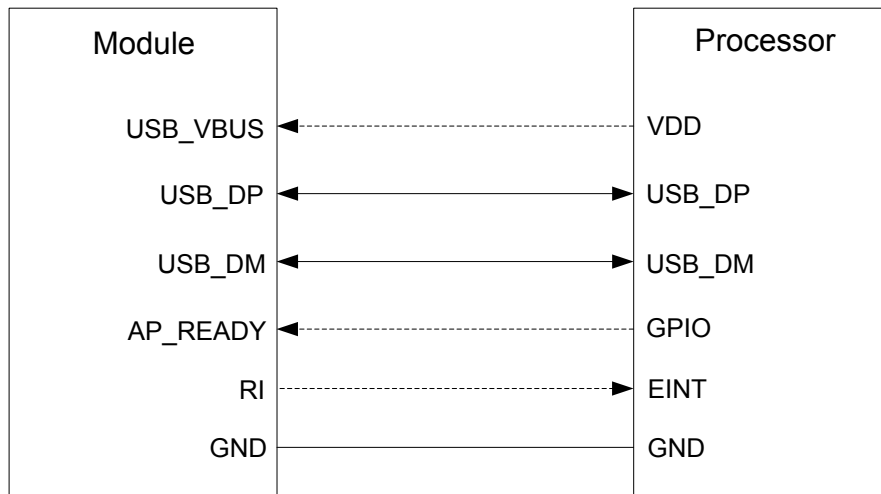 Module
Processor
USB_VBUS
VDD
USB_DP
USB_DP
USB_DM
USB_DM
AP_READY
GPIO
RI
EINT
GND
GND